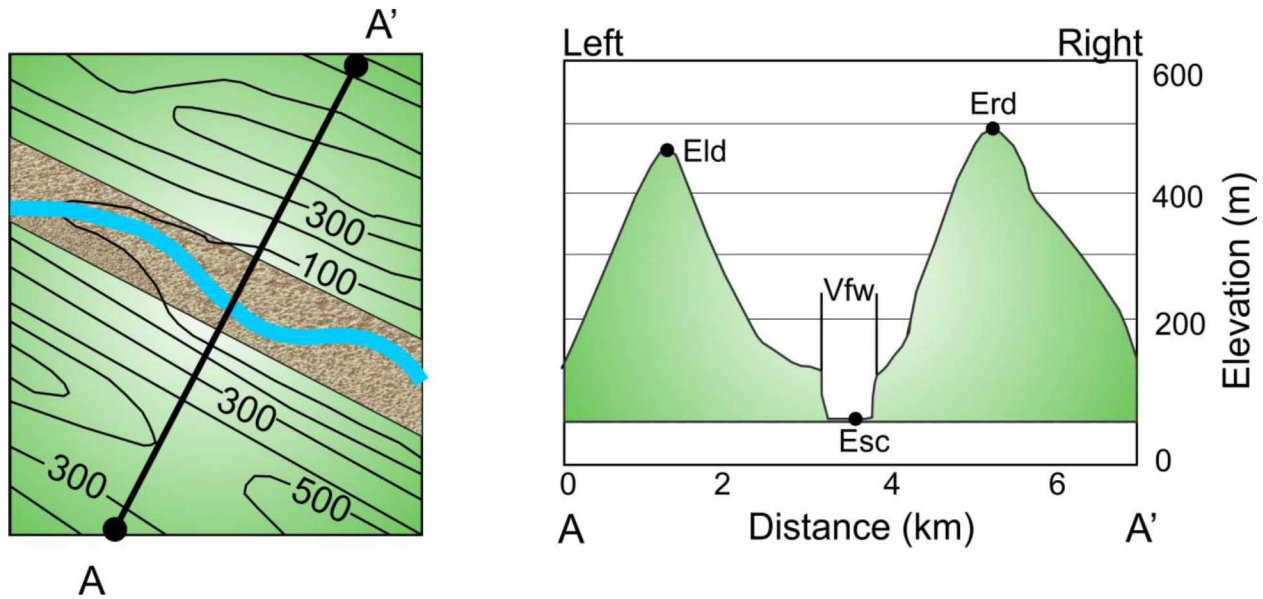 A’
300
100
300
300
500
A
Left Right
600
Erd
Eld
400
Vfw
200
Esc
0
Elevation (m)
0 2 4 6
A Distance (km) A’